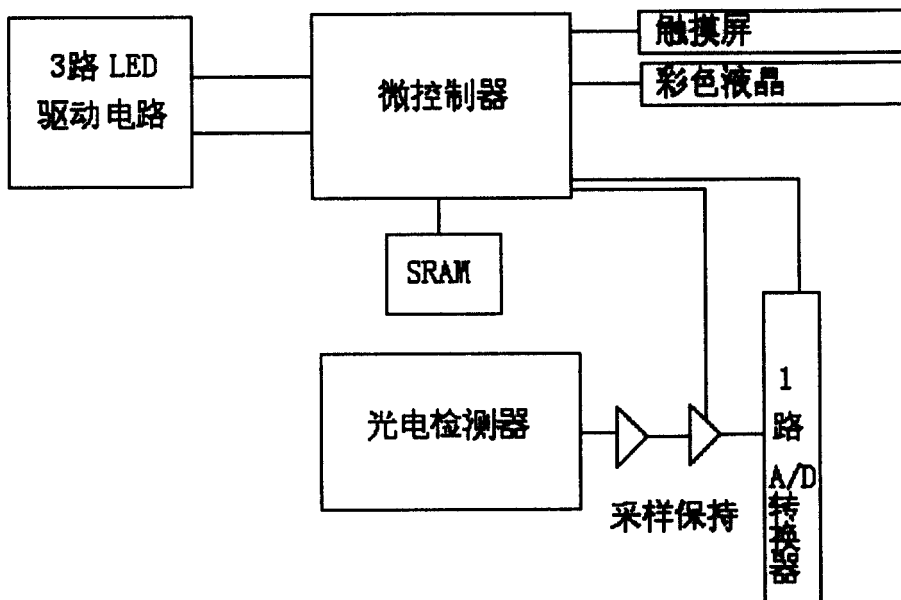 3路 LED
驱动电路
微控制器
触摸屏
彩色液晶
SRAM
光电检测器
采样保持
1
路
A/D
转
换
器